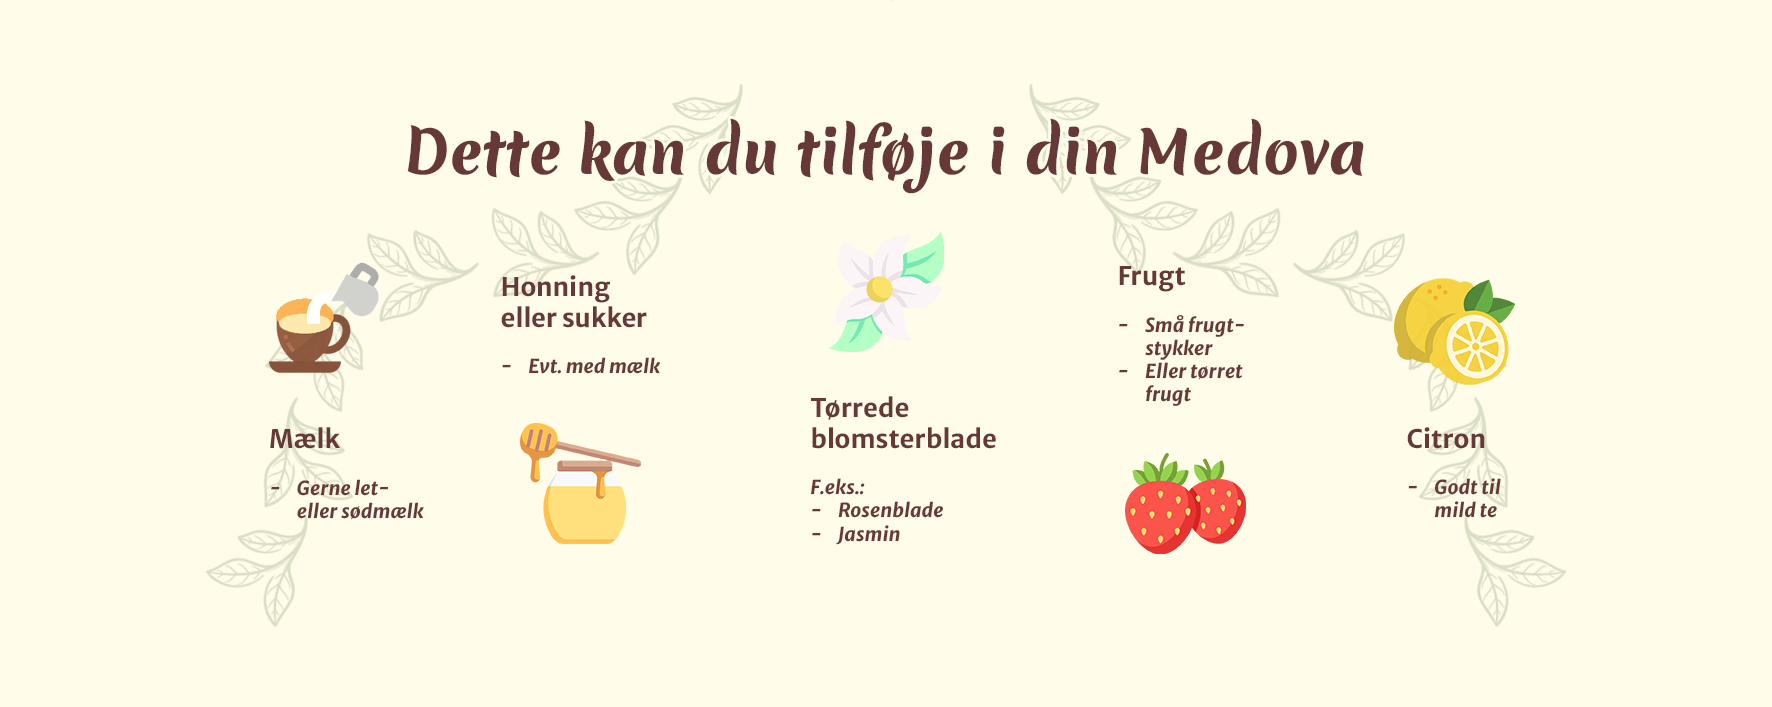 Dette kan du tilføje i din Medova
Mælk
- Gerne let-
eller sødmælk
Honning
eller sukker
- Evt. med mælk
Tørrede
blomsterblade
F.eks.:
- Rosenblade
- Jasmin
Frugt
- Små frugt-
stykker
- Eller tørret
frugt
Citron
- Godt til
mild te